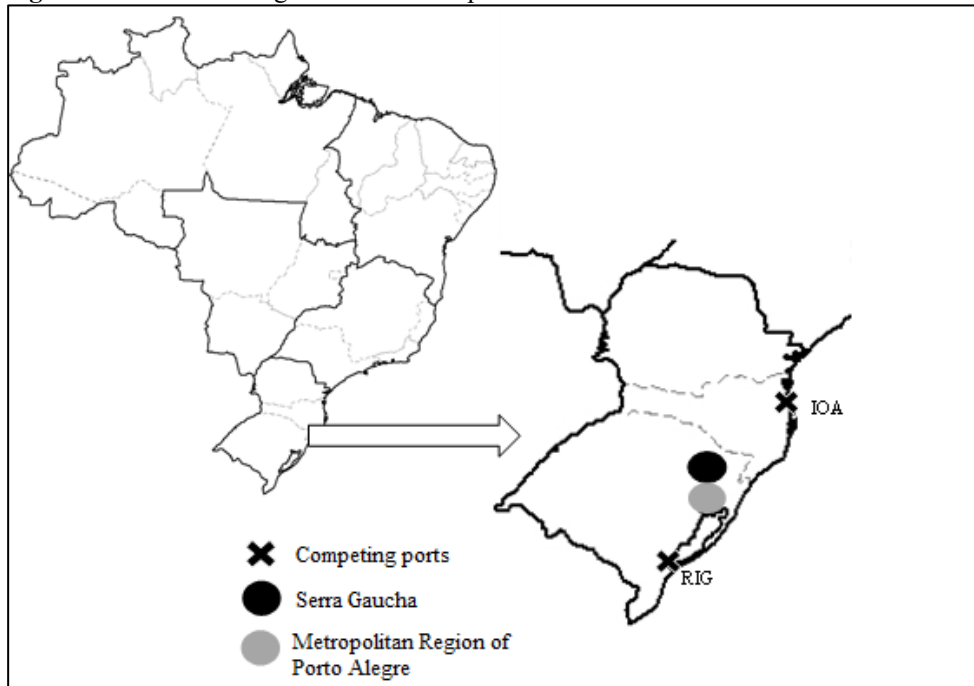 IOA
RIG
Competing ports
Serra Gaucha
Metropolitan Region of
Porto Alegre